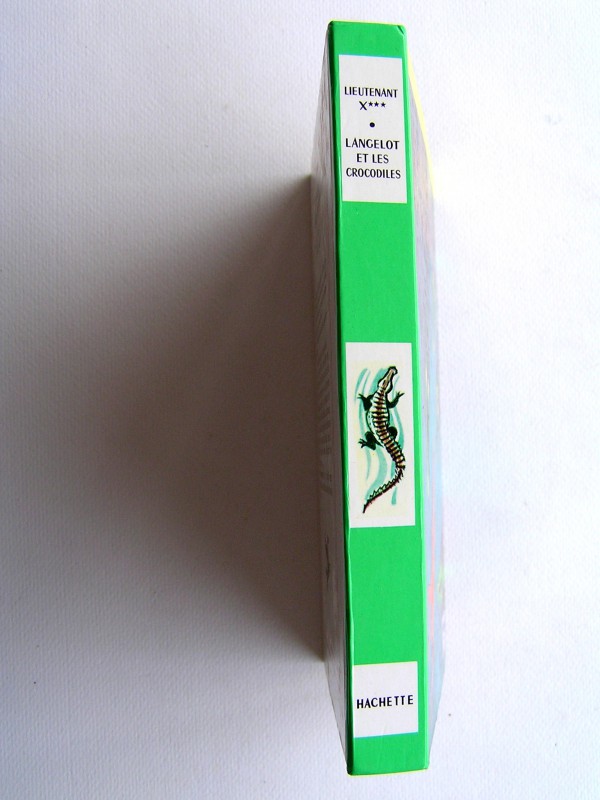 LIEUTENANT
X***
•
LANGELOT
ET LES
CROCODILES
HACHETTE